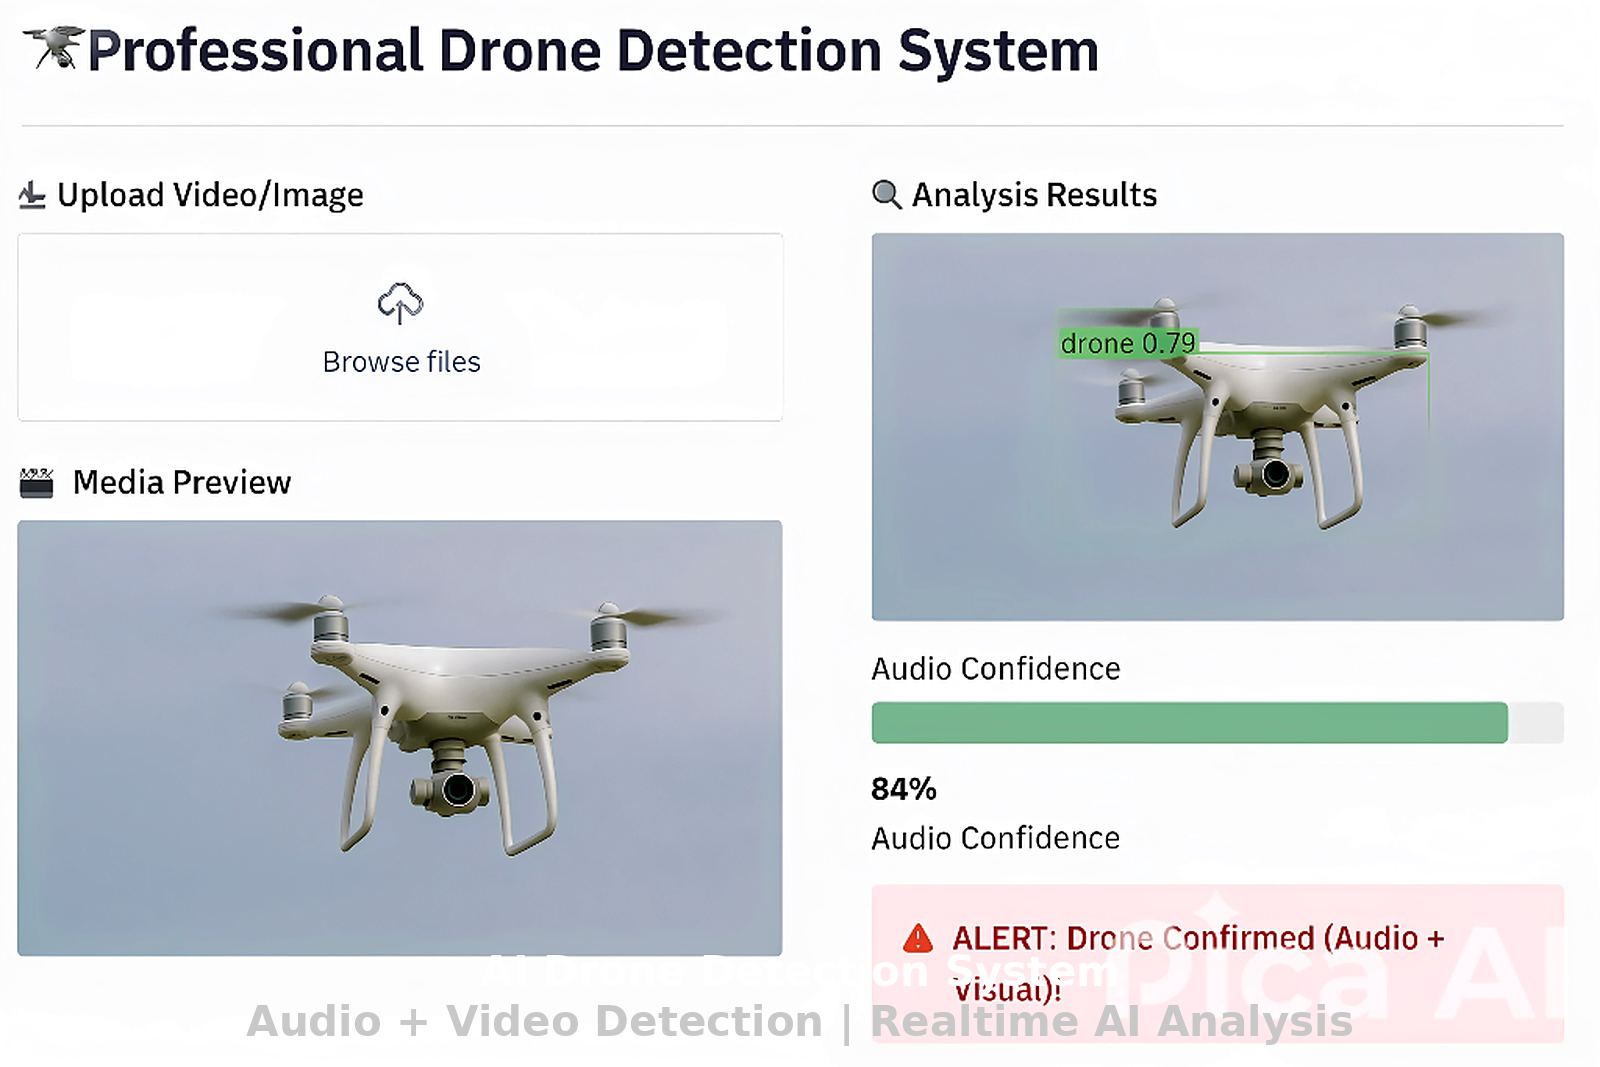 Professional Drone Detection System
Upload Video/Image
Browse files
Media Preview
Analysis Results
drone 0.79
Audio Confidence
84%
Audio Confidence
ALERT: Drone Confirmed (Audio +
Visual)!
Pica AI
AI Drone Detection System
Audio + Video Detection | Realtime AI Analysis